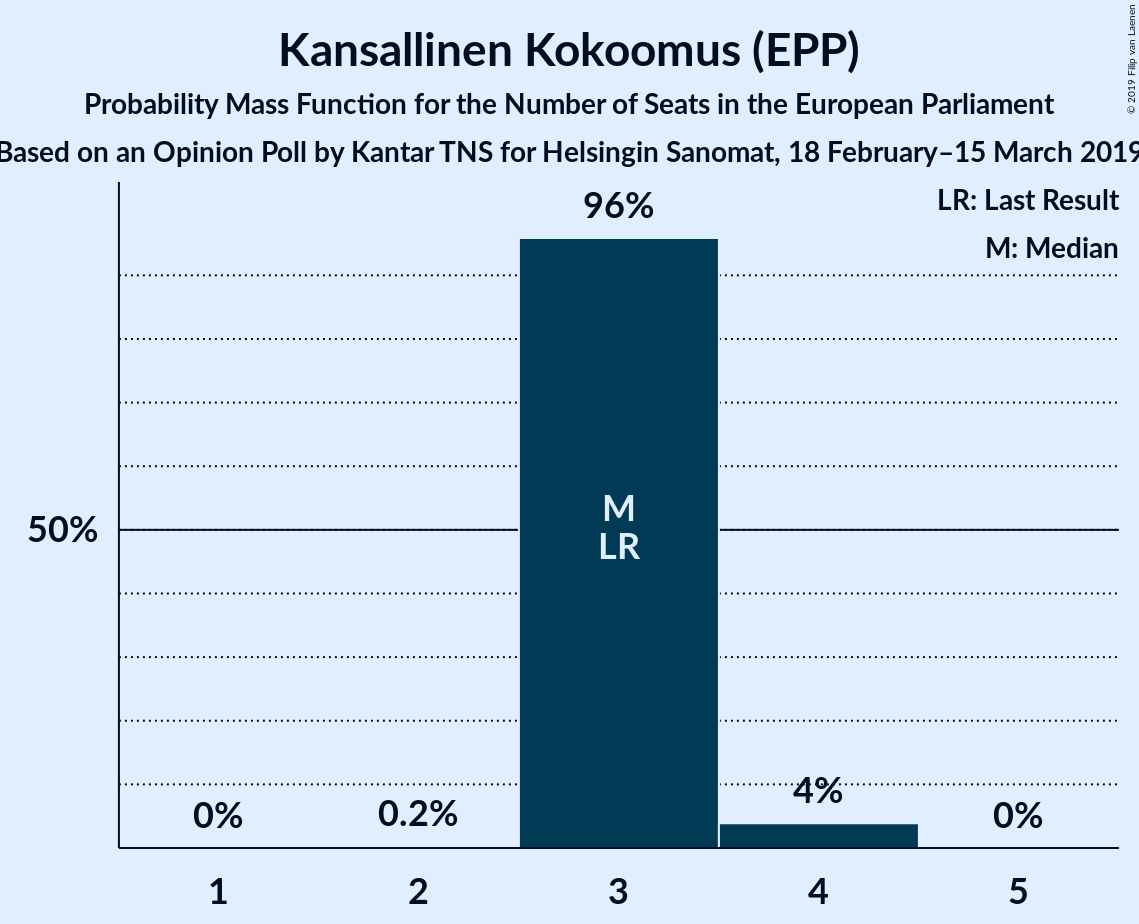 Kansallinen Kokoomus (EPP)
Probability Mass Function for the Number of Seats in the European Parliament
Based on an Opinion Poll by Kantar TNS for Helsingin Sanomat, 18 February–15 March 2019
© 2019 Filip van Laenen
LR: Last Result
M: Median
96%
50%
M
LR
0%
0.2%
4%
0%
1
2
3
4
5